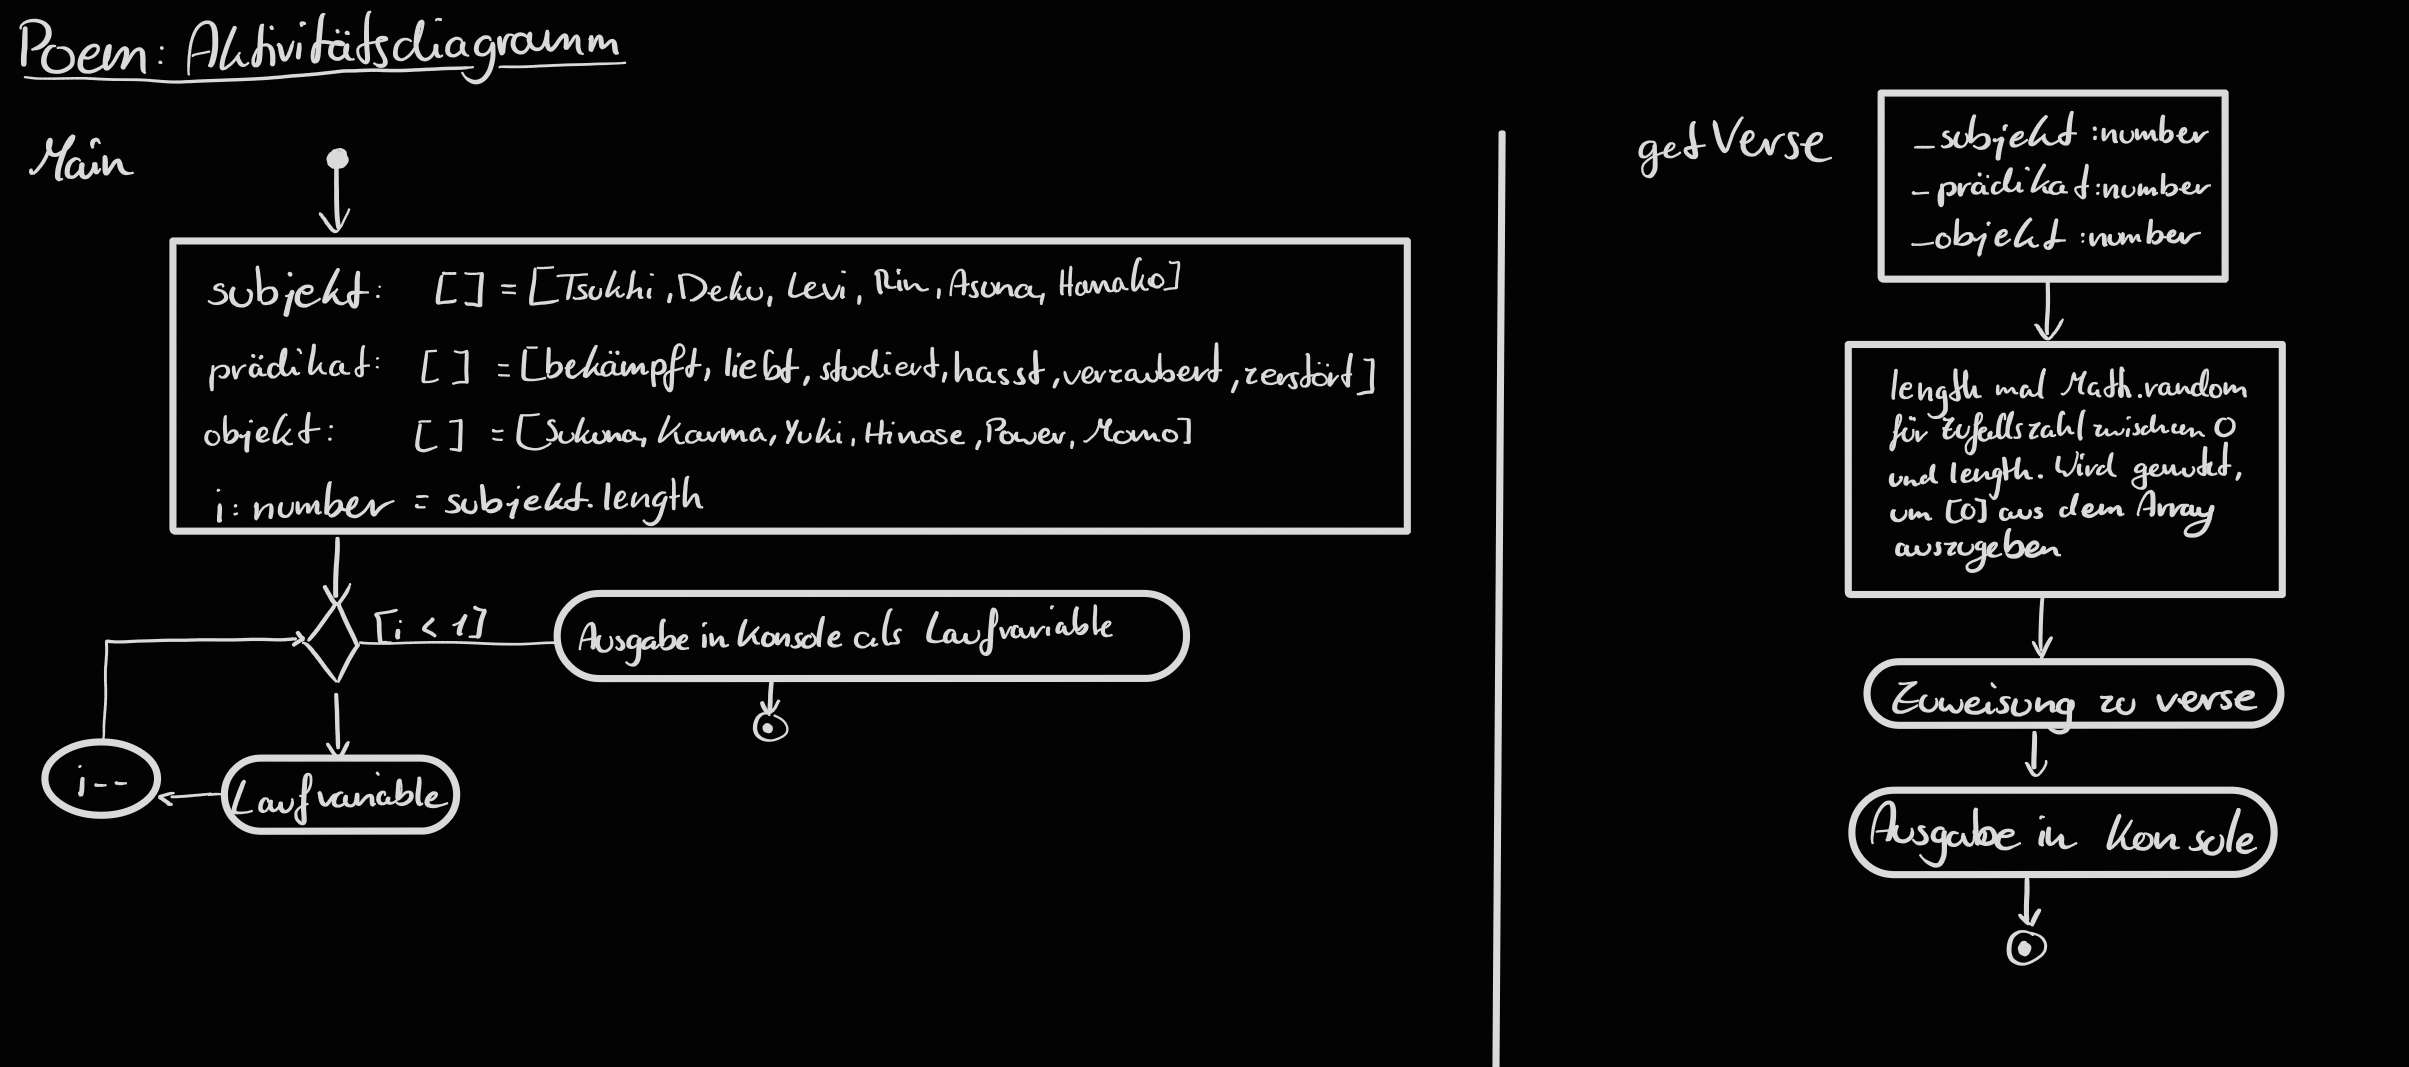 Poem: Aktivitätsdiagramm
Main
subjekt: [] = [Tsukhi, Deku, Levi, Rin, Asuna, Hanako]
prädikat: [] = [bekämpft, liebt, studiert, hasst, verzaubert, zerstört]
objekt: [] = [Sukuna, Karma, Yuki, Hinase, Power, Momo]
i: number = subjekt.length
[i < 1]
Ausgabe in Konsole als Laufvariable
Laufvariable
i--
getVerse
_subjekt :number
_prädikat :number
_objekt :number
length mal Math.random
für Zufallszahl zwischen 0
und length. Wird genutzt,
um [0] aus dem Array
auszugeben
Zuweisung zu verse
Ausgabe in Konsole